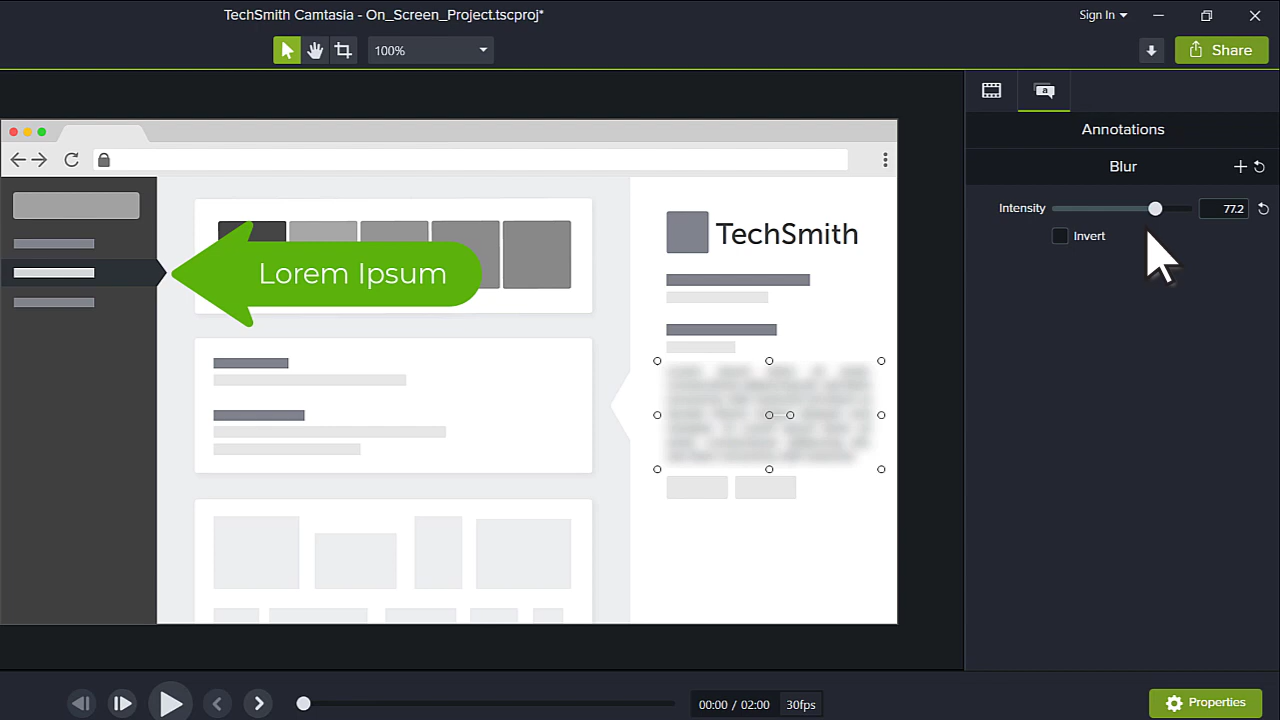 TechSmith Camtasia - On_Screen_Project.tscproj*
Sign In
100%
Share
a
Annotations
Blur
Intensity
77.2
Invert
TechSmith
Lorem Ipsum
00:00 / 02:00
30fps
Properties